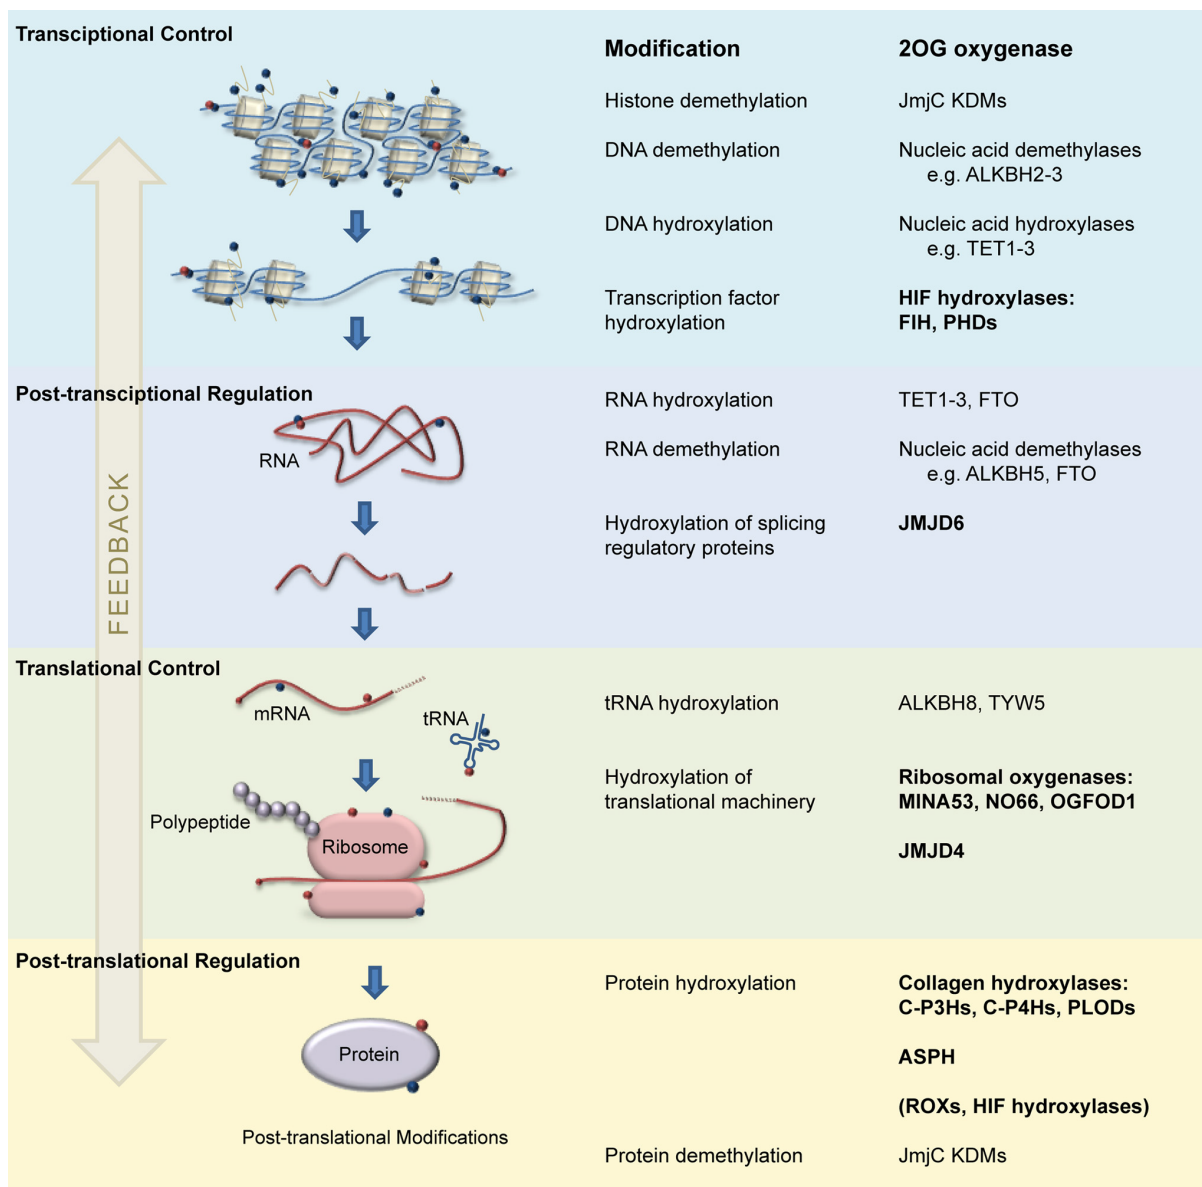 Transciptional Control
Modification
2OG oxygenase
Histone demethylation
JmjC KDMs
DNA demethylation
Nucleic acid demethylases
e.g. ALKBH2-3
DNA hydroxylation
Nucleic acid hydroxylases
e.g. TET1-3
Transcription factor
hydroxylation
HIF hydroxylases:
FIH, PHDs
FEEDBACK
Post-transciptional Regulation
RNA
RNA hydroxylation
TET1-3, FTO
RNA demethylation
Nucleic acid demethylases
e.g. ALKBH5, FTO
Hydroxylation of splicing
regulatory proteins
JMJD6
Translational Control
mRNA
tRNA
Polypeptide
Ribosome
tRNA hydroxylation
ALKBH8, TYW5
Hydroxylation of
translational machinery
Ribosomal oxygenases:
MINA53, NO66, OGFOD1
JMJD4
Post-translational Regulation
Protein
Post-translational Modifications
Protein hydroxylation
Collagen hydroxylases:
C-P3Hs, C-P4Hs, PLODs
ASPH
(ROXs, HIF hydroxylases)
Protein demethylation
JmjC KDMs